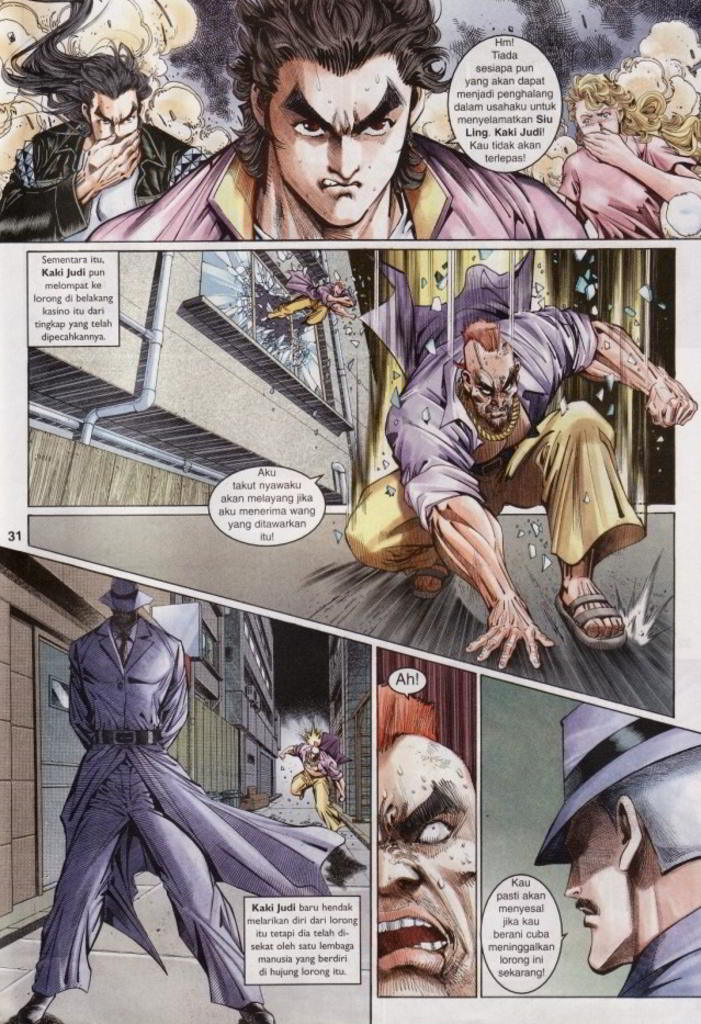 Hm!
Tiada
sesiapa pun
yang akan dapat
menjadi penghalang
dalam usahaku untuk
menyelamatkan Siu
Ling. Kaki Judi!
Kau tidak akan
terlepas!
Sementara itu,
Kaki Judi pun
melompat ke
lorong di belakang
kasino itu dari
tingkap yang telah
dipecahkannya.
Aku
takut nyawaku
akan melayang jika
aku menerima wang
yang ditawarkan
itu!
31
Kaki Judi baru hendak
melarikan diri dari lorong
itu tetapi dia telah di-
sekat oleh satu lembaga
manusia yang berdiri
di hujung lorong itu.
Ah!
Kau
pasti akan
menyesal
jika kau
berani cuba
meninggalkan
lorong ini
sekarang!